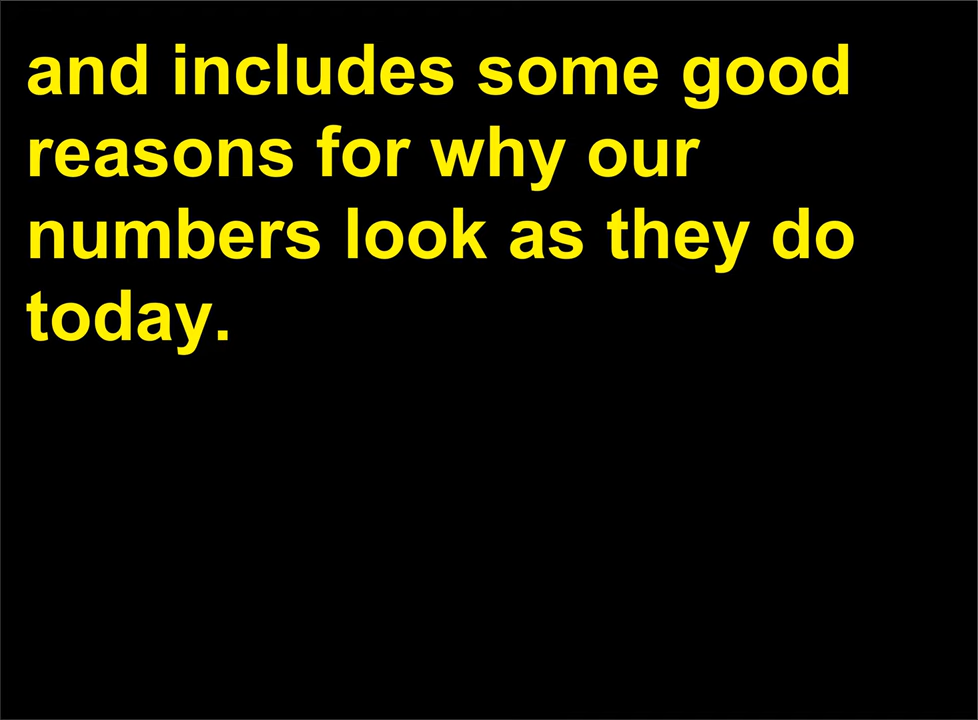 and includes some good
reasons for why our
numbers look as they do
today.